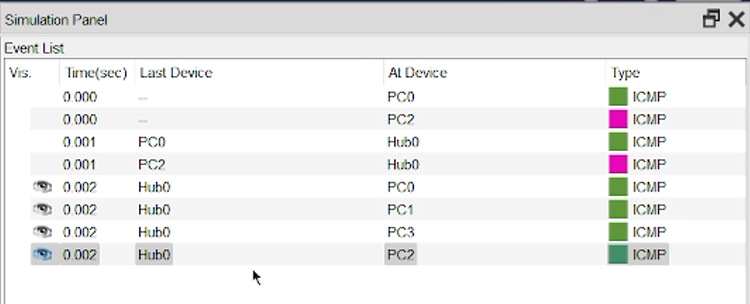 Simulation Panel
Event List
Vis. Time(sec) Last Device At Device Type
0.000 -- PC0 ICMP
0.000 -- PC2 ICMP
0.001 PC0 Hub0 ICMP
0.001 PC2 Hub0 ICMP
0.002 Hub0 PC0 ICMP
0.002 Hub0 PC1 ICMP
0.002 Hub0 PC3 ICMP
0.002 Hub0 PC2 ICMP